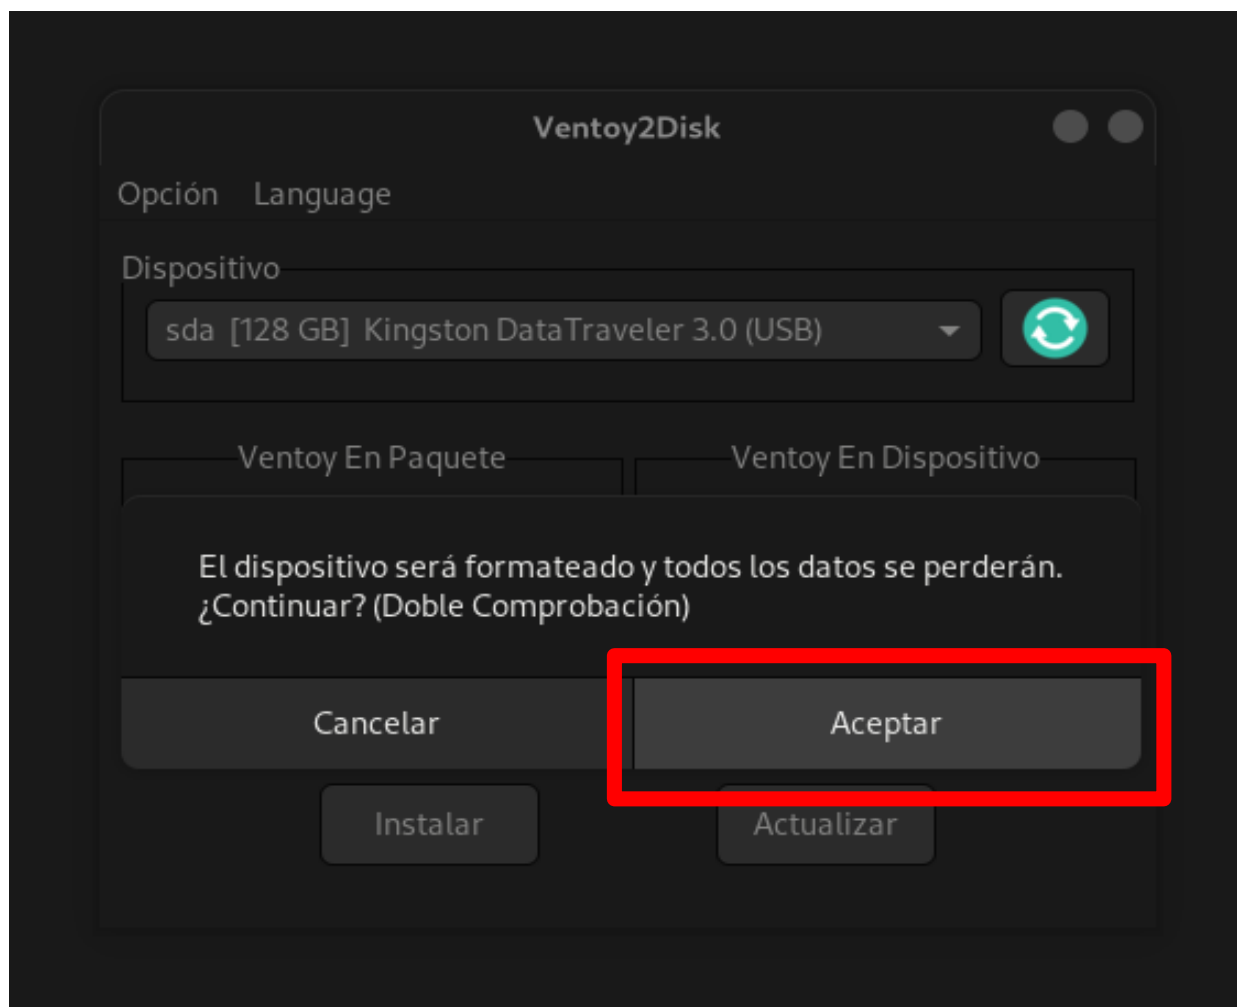 Ventoy2Disk
Opción Language
Dispositivo
sda [128 GB] Kingston DataTraveler 3.0 (USB)
Ventoy En Paquete
Ventoy En Dispositivo
El dispositivo será formateado y todos los datos se perderán.
¿Continuar? (Doble Comprobación)
Cancelar
Aceptar
Instalar
Actualizar